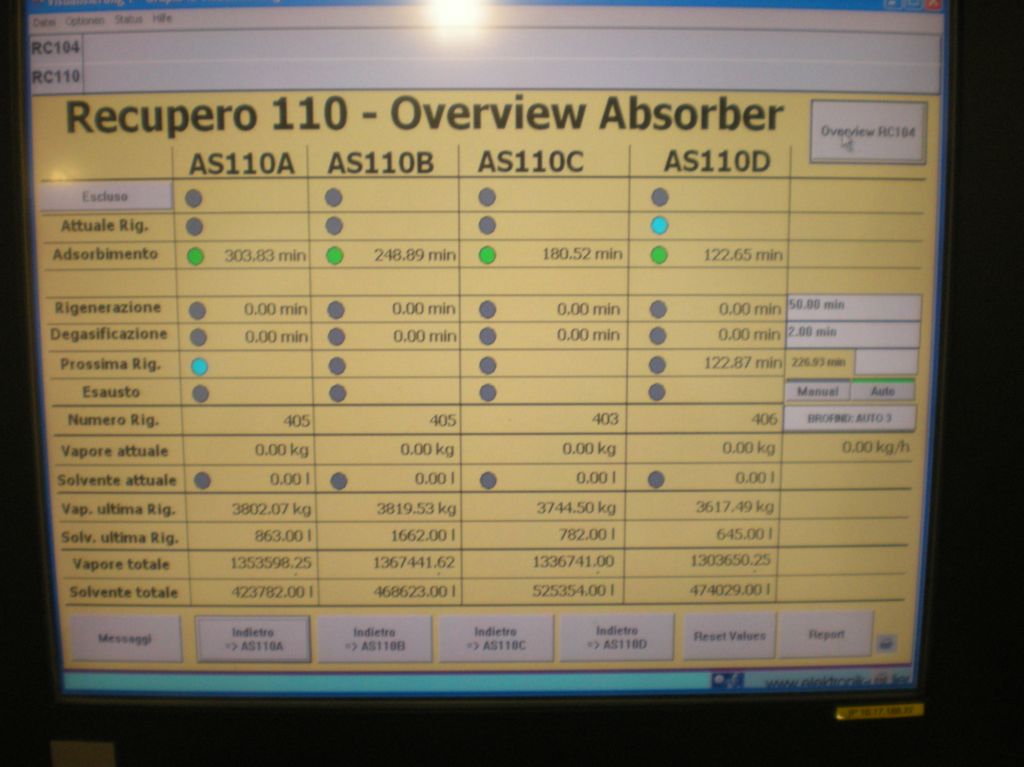 Datei Optionen Status Hilfe
RC104
RC110
Recupero 110 - Overview Absorber
Overview RC104
AS110A AS110B AS110C AS110D
Escluso
Attuale Rig.
Adsorbimento 303.83 min 248.89 min 180.52 min 122.65 min
Rigenerazione 0.00 min 0.00 min 0.00 min 0.00 min 50.00 min
Degasificazione 0.00 min 0.00 min 0.00 min 0.00 min 2.00 min
Prossima Rig. 122.87 min 226.93 min
Esausto Manual Auto
Numero Rig. 405 405 403 406 BROFIND: AUTO 3
Vapore attuale 0.00 kg 0.00 kg 0.00 kg 0.00 kg 0.00 kg/h
Solvente attuale 0.00 l 0.00 l 0.00 l 0.00 l
Vap. ultima Rig. 3802.07 kg 3819.53 kg 3744.50 kg 3617.49 kg
Solv. ultima Rig. 863.00 l 1662.00 l 782.00 l 645.00 l
Vapore totale 1353598.25 1367441.62 1336741.00 1303650.25
Solvente totale 423782.00 l 468623.00 l 525354.00 l 474029.00 l
Messaggi Indietro => AS110A Indietro => AS110B Indietro => AS110C Indietro => AS110D Reset Values Report